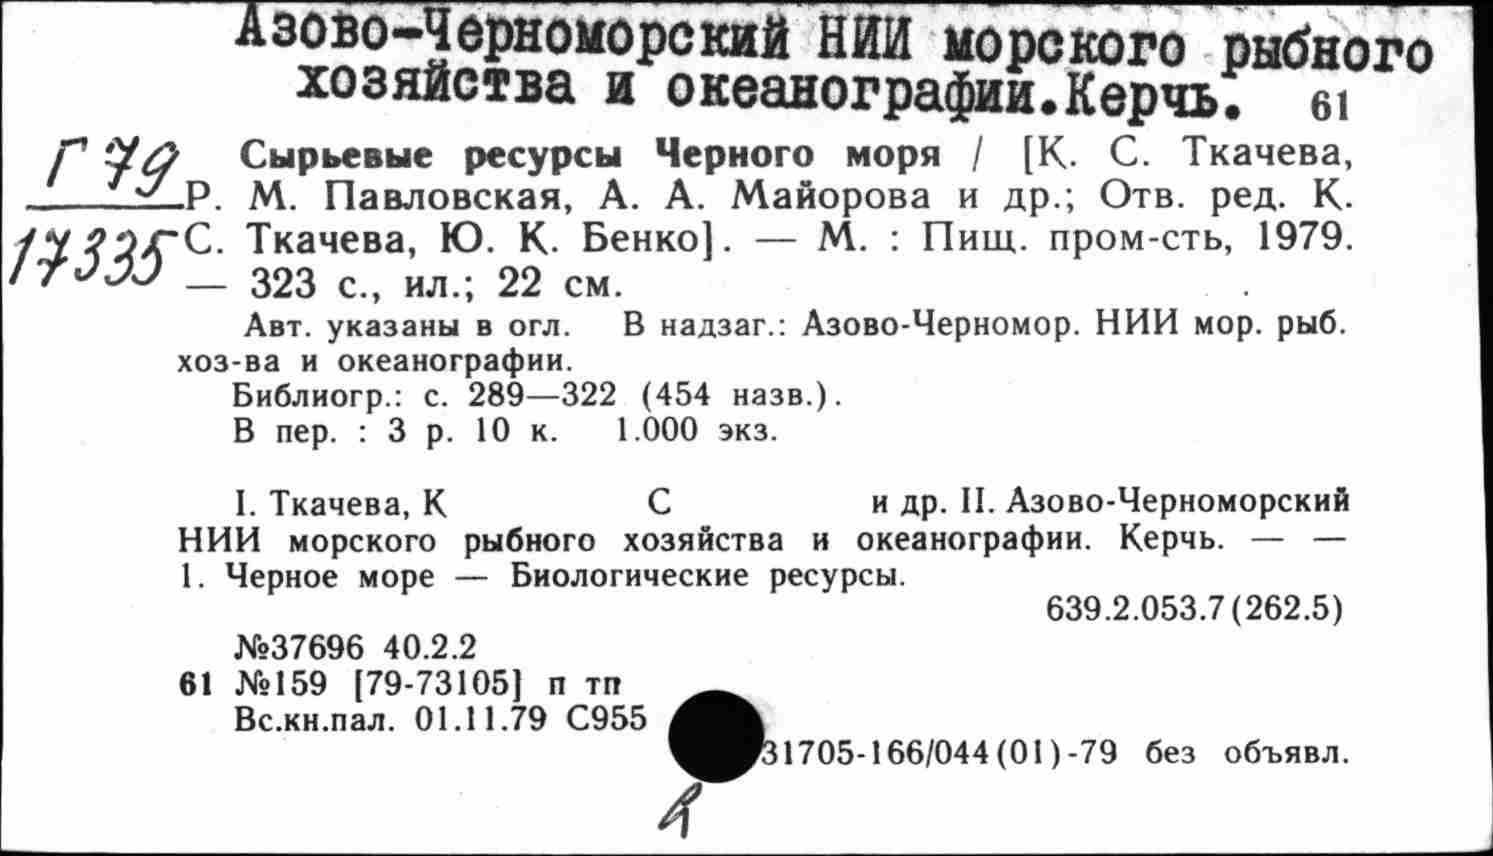 Азово-Черноморский НИИ морского рыбного
хозяйства и океанографии.Керчь. 61
Г 79
17335
Сырьевые ресурсы Черного моря / [К. С. Ткачева,
Р. М. Павловская, А. А. Майорова и др.; Отв. ред. К.
С. Ткачева, Ю. К. Бенко]. — М. : Пищ. пром-сть, 1979.
— 323 с., ил.; 22 см.
Авт. указаны в огл. В надзаг.: Азово-Черномор. НИИ мор. рыб.
хоз-ва и океанографии.
Библиогр.: с. 289—322 (454 назв.).
В пер. : 3 р. 10 к. 1.000 экз.
I. Ткачева, К С и др. II. Азово-Черноморский
НИИ морского рыбного хозяйства и океанографии. Керчь. — —
1. Черное море — Биологические ресурсы.
639.2.053.7(262.5)
№37696 40.2.2
61 №159 [79-73105] п тп
Вс.кн.пал. 01.11.79 С955
31705-166/044(01)-79 без объявл.